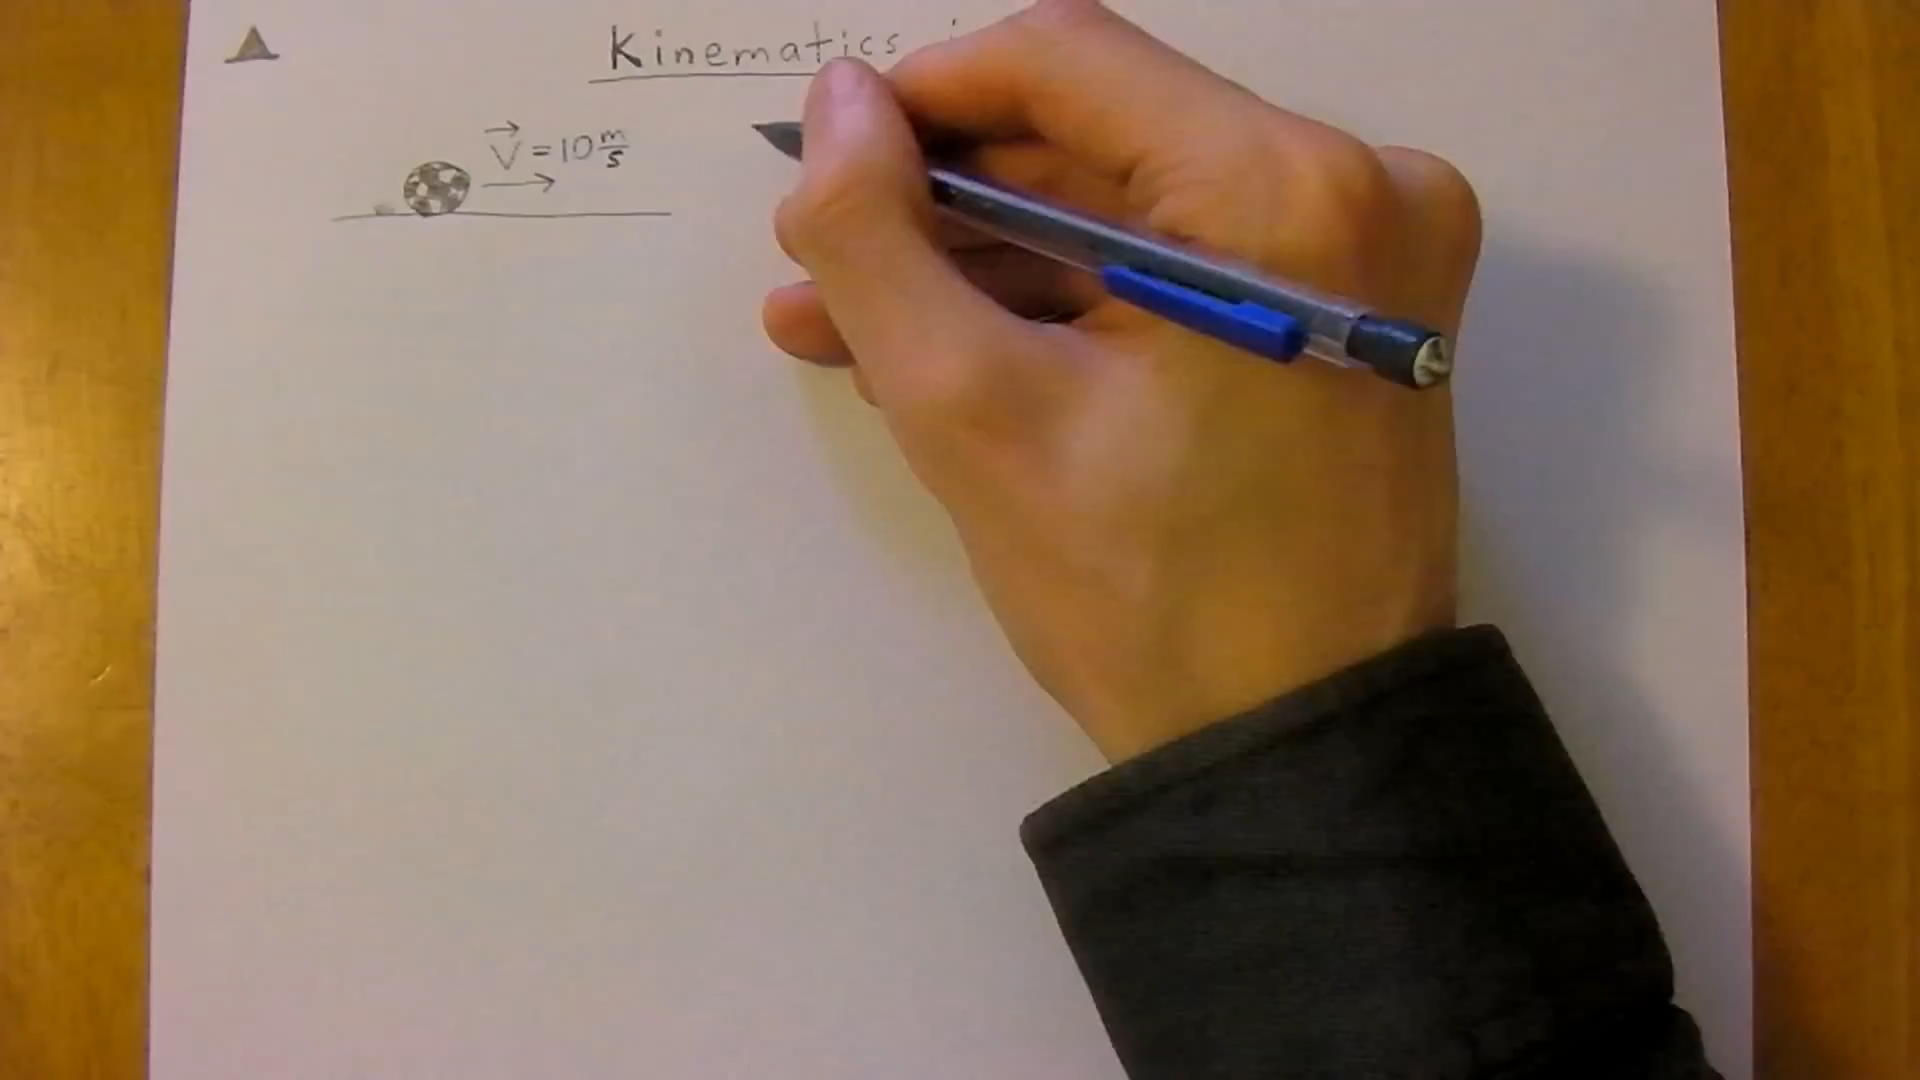 Kinematics
V⃗ = 10 m/s